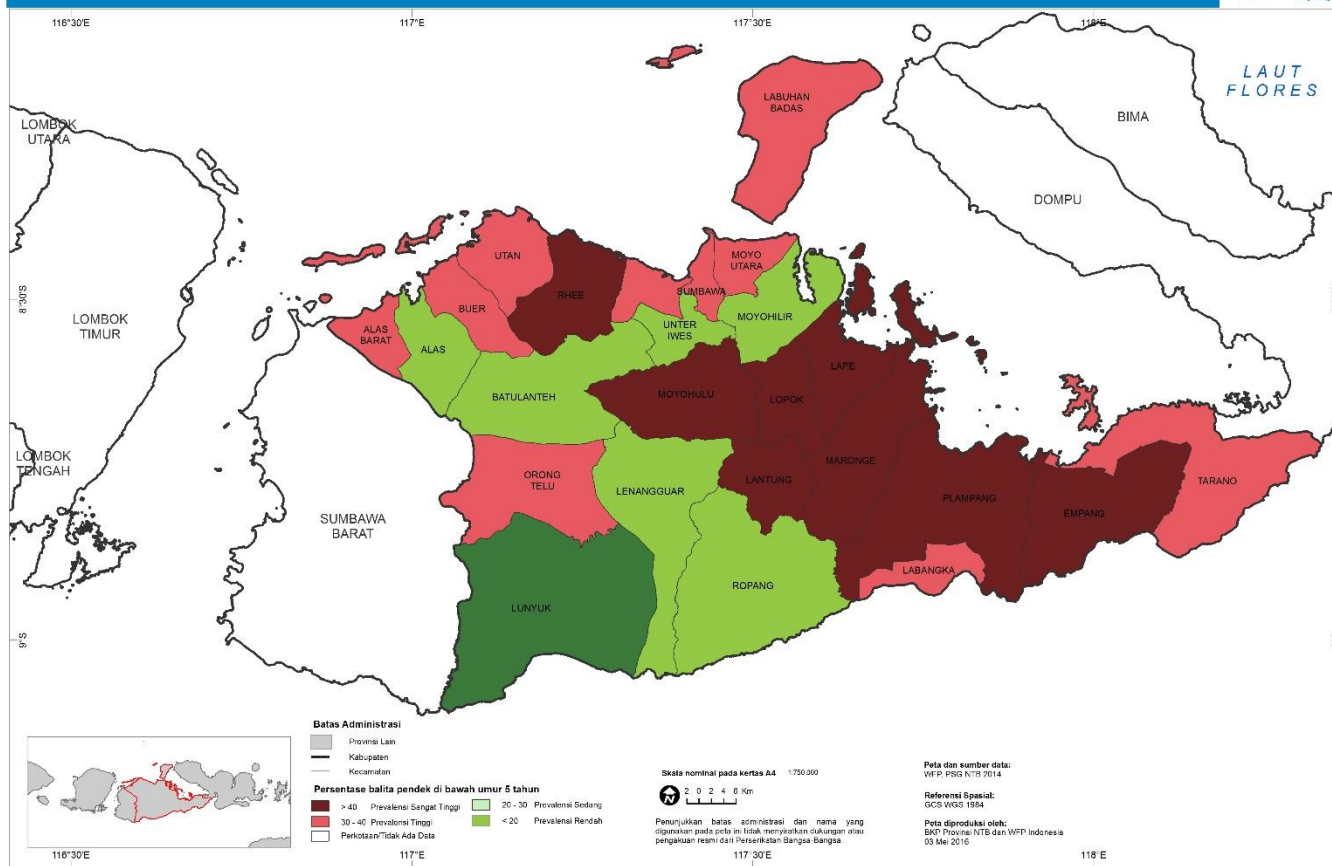 116°30'E
117°E
117°30'E
118°E
LAUT
FLORES
LOMBOK
UTARA
LABUHAN
BADAS
BIMA
DOMPU
UTAN
MOYO
UTARA
RHEE
SUMBAWA
BUER
8°30'S
LOMBOK
TIMUR
ALAS
BARAT
ALAS
UNTER
IWES
MOYOHILIR
LAPE
BATULANTEH
MOYOHULU
LOPOK
LOMBOK
TENGAH
ORONG
TELU
LENANGGUAR
LANTUNG
MARONGE
PLAMPANG
EMPANG
TARANO
SUMBAWA
BARAT
LABANGKA
ROPANG
LUNYUK
9°S
Batas Administrasi
Provinsi Lain
Kabupaten
Kecamatan
Persentase balita pendek di bawah umur 5 tahun
> 40 Prevalensi Sangat Tinggi
20 - 30 Prevalensi Sedang
30 - 40 Prevalensi Tinggi
< 20 Prevalensi Rendah
Perkotaan/Tidak Ada Data
Skala nominal pada kertas A4 1:750.000
N
2 0 2 4 6 Km
Penunjukkan batas administrasi dan nama yang
digunakan pada peta ini tidak menyiratkan dukungan atau
pengakuan resmi dari Perserikatan Bangsa-Bangsa.
Peta dan sumber data:
WFP, PSG NTB 2014
Referensi Spasial:
GCS WGS 1984
Peta diproduksi oleh:
BKP Provinsi NTB dan WFP Indonesia
03 Mei 2016
116°30'E
117°E
117°30'E
118°E